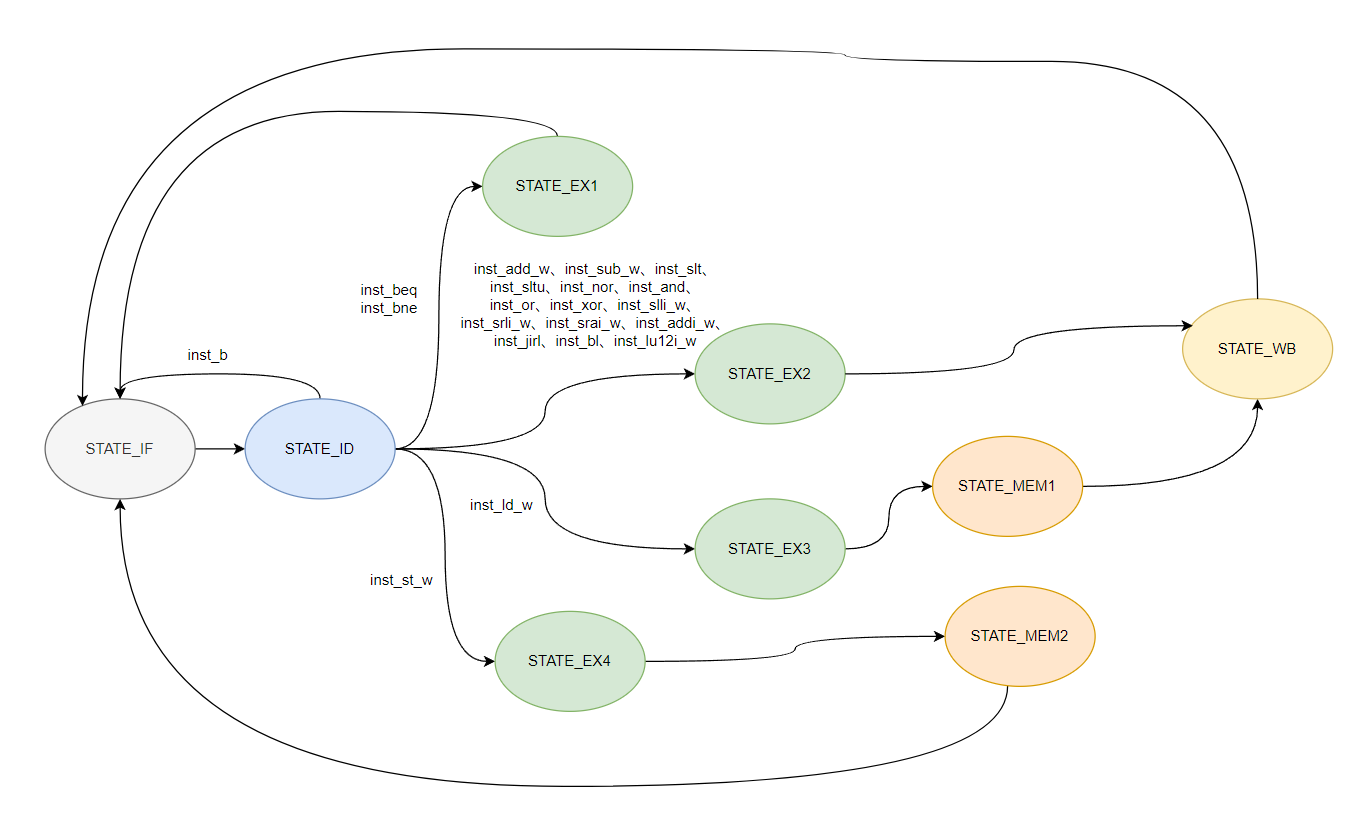 STATE_EX1
inst_add_w、inst_sub_w、inst_slt、
inst_sltu、inst_nor、inst_and、
inst_or、inst_xor、inst_slli_w、
inst_srli_w、inst_srai_w、inst_addi_w、
inst_jirl、inst_bl、inst_lu12i_w
inst_beq
inst_bne
inst_b
STATE_EX2
STATE_WB
STATE_IF
STATE_ID
STATE_MEM1
inst_ld_w
STATE_EX3
inst_st_w
STATE_EX4
STATE_MEM2